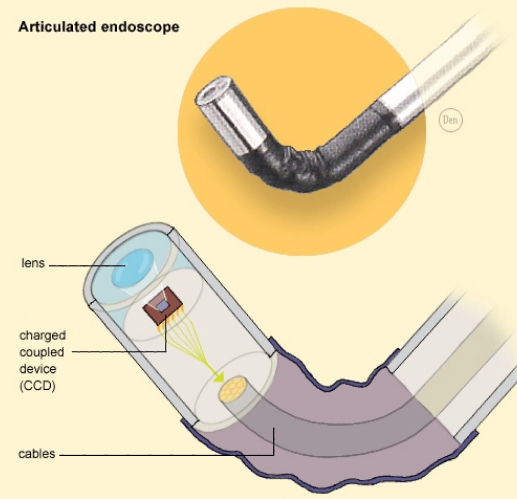 Articulated endoscope
Den
lens
charged
coupled
device
(CCD)
cables